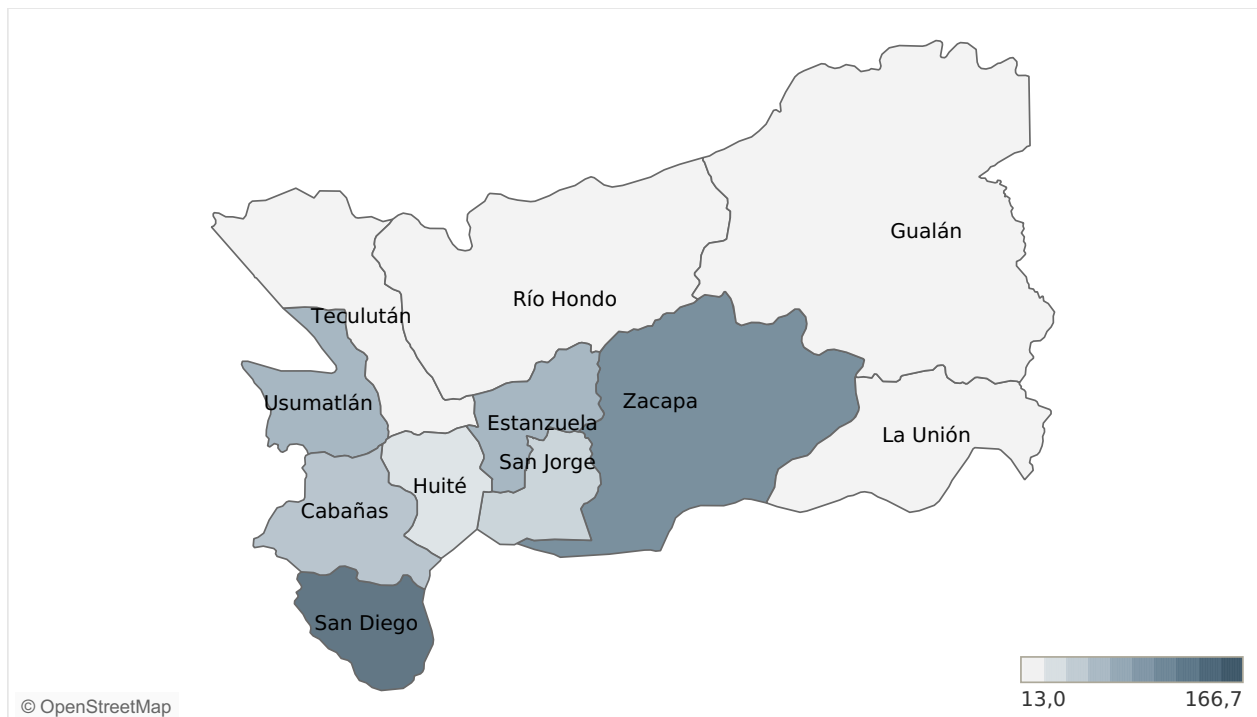 Gualán
Río Hondo
Teculután
Zacapa
Usumatlán
Estanzuela
La Unión
San Jorge
Huité
Cabañas
San Diego
13,0
166,7
© OpenStreetMap